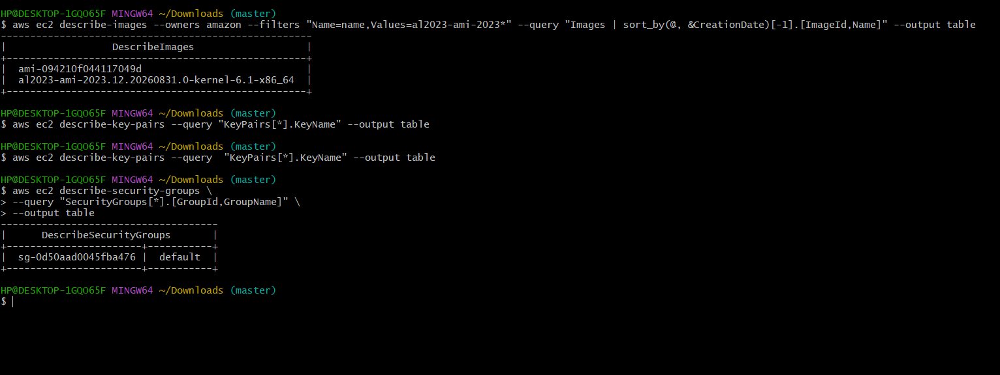 HP@DESKTOP-1GQO65F MINGW64 ~/Downloads (master)
$ aws ec2 describe-images --owners amazon --filters "Name=name,Values=al2023-ami-2023*" --query "Images | sort_by(@, &CreationDate)[-1].[ImageId,Name]" --output table
-----------------------------------------------------
|                   DescribeImages                   |
+---------------------------------------------------+
|  ami-094210f044117049d                            |
|  al2023-ami-2023.12.20260831.0-kernel-6.1-x86_64  |
+---------------------------------------------------+
HP@DESKTOP-1GQO65F MINGW64 ~/Downloads (master)
$ aws ec2 describe-key-pairs --query "KeyPairs[*].KeyName" --output table
HP@DESKTOP-1GQO65F MINGW64 ~/Downloads (master)
$ aws ec2 describe-key-pairs --query  "KeyPairs[*].KeyName" --output table
HP@DESKTOP-1GQO65F MINGW64 ~/Downloads (master)
$ aws ec2 describe-security-groups \
> --query "SecurityGroups[*].[GroupId,GroupName]" \
> --output table
-------------------------------------
|      DescribeSecurityGroups       |
+-----------------------+-----------+
|  sg-0d50aad0045fba476 |  default  |
+-----------------------+-----------+
HP@DESKTOP-1GQO65F MINGW64 ~/Downloads (master)
$